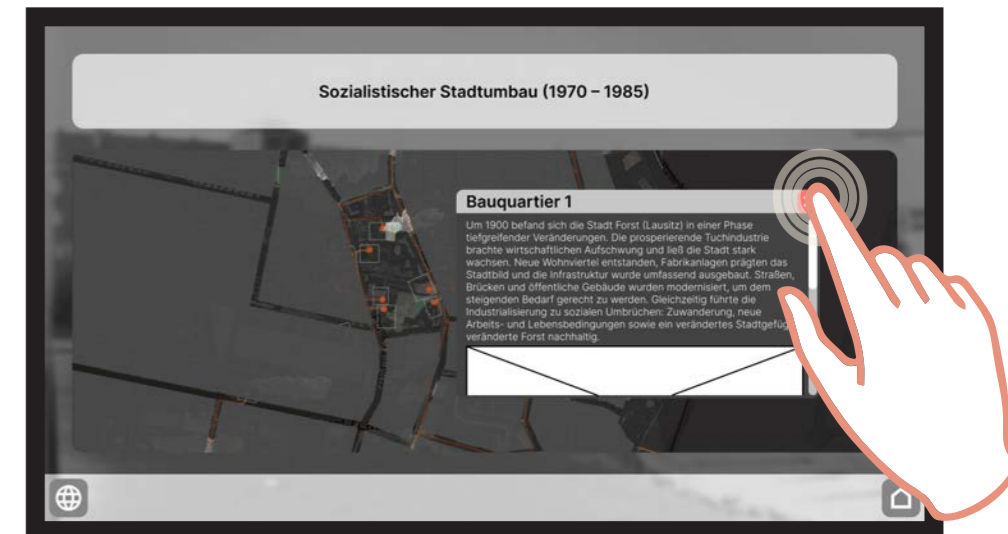 Sozialistischer Stadtumbau (1970 – 1985)
Bauquartier 1
Um 1900 befand sich die Stadt Forst (Lausitz) in einer Phase
tiefgreifender Veränderungen. Die prosperierende Tuchindustrie
brachte wirtschaftlichen Aufschwung und ließ die Stadt stark
wachsen. Neue Wohnviertel entstanden, Fabrikanlagen prägten das
Stadtbild und die Infrastruktur wurde umfassend ausgebaut. Straßen,
Brücken und öffentliche Gebäude wurden modernisiert, um dem
steigenden Bedarf gerecht zu werden. Gleichzeitig führte die
Industrialisierung zu sozialen Umbrüchen: Zuwanderung, neue
Arbeits- und Lebensbedingungen sowie ein verändertes Stadtgefüg
veränderte Forst nachhaltig.